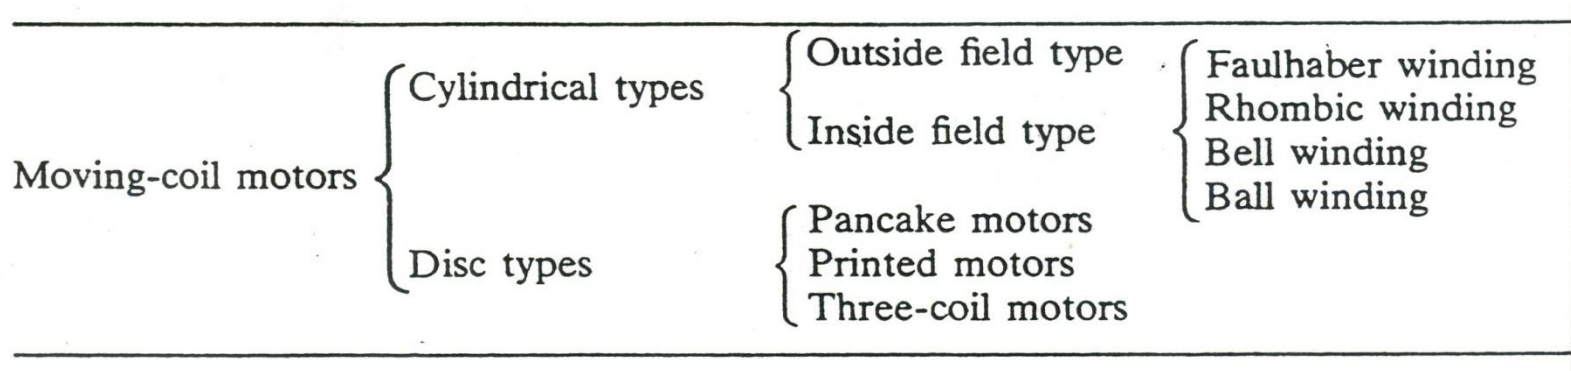 Moving-coil motors
Cylindrical types
Outside field type
Inside field type
Faulhaber winding
Rhombic winding
Bell winding
Ball winding
Disc types
Pancake motors
Printed motors
Three-coil motors